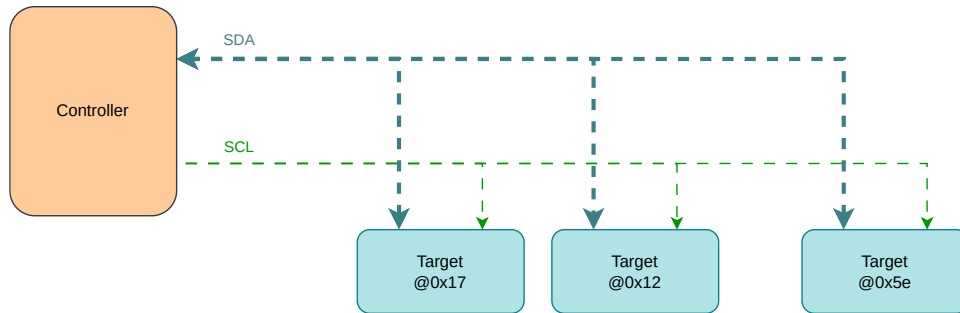 SDA
Controller
SCL
Target
@0x17
Target
@0x12
Target
@0x5e